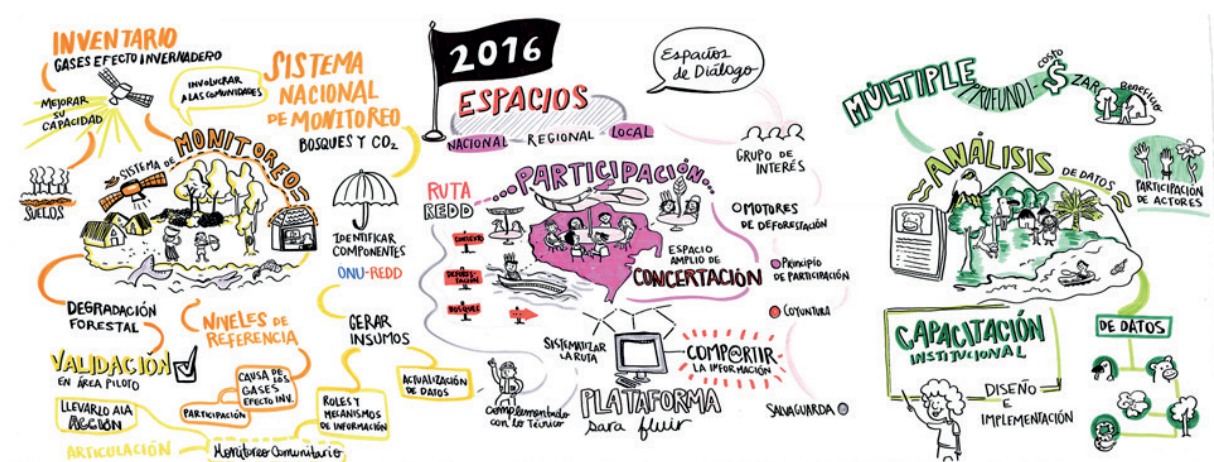 INVENTARIO
GASES EFECTO INVERNADERO
MEJORAR
SU
CAPACIDAD
INVOLUCRAR
A LAS COMUNIDADES
SISTEMA
NACIONAL
DE MONITOREO
BOSQUES Y CO₂
SISTEMA DE
MONITOREO
SUELOS
IDENTIFICAR
COMPONENTES
ONU-REDD
DEGRADACIÓN
FORESTAL
NIVELES DE
REFERENCIA
GERAR
INSUMOS
VALIDACIÓN
EN ÁREA PILOTO
CAUSA DE
LOS
GASES
EFECTO INV.
PARTICIPACIÓN
LLEVARLO A LA
ACCIÓN
ROLES Y
MECANISMOS
DE INFORMACIÓN
ACTUALIZACIÓN
DE DATOS
ARTICULACIÓN
Monitoreo Comunitario
2016
ESPACIOS
NACIONAL - REGIONAL - LOCAL
Espacios
de Diálogo
GRUPO DE
INTERÉS
RUTA
REDD
...PARTICIPACIÓN...
CONTEXTO
DEFORES-
TACIÓN
BOSQUES
...
ESPACIO
AMPLIO DE
CONCERTACIÓN
MOTORES
DE DEFORESTACIÓN
PRINCIPIO
DE PARTICIPACIÓN
COYUNTURA
SISTEMATIZAR
LA RUTA
COMP@RTIR
LA INFORMACIÓN
complementado
con lo Técnico
PLATAFORMA
para fluir
SALVAGUARDA
MÚLTIPLE
PROFUNDI-
$
ZAR
COSTO
Beneficio
ANÁLISIS
DE DATOS
PARTICIPACIÓN
DE ACTORES
CAPACITACIÓN
INSTITUCIONAL
DISEÑO
E
IMPLEMENTACIÓN
DE DATOS